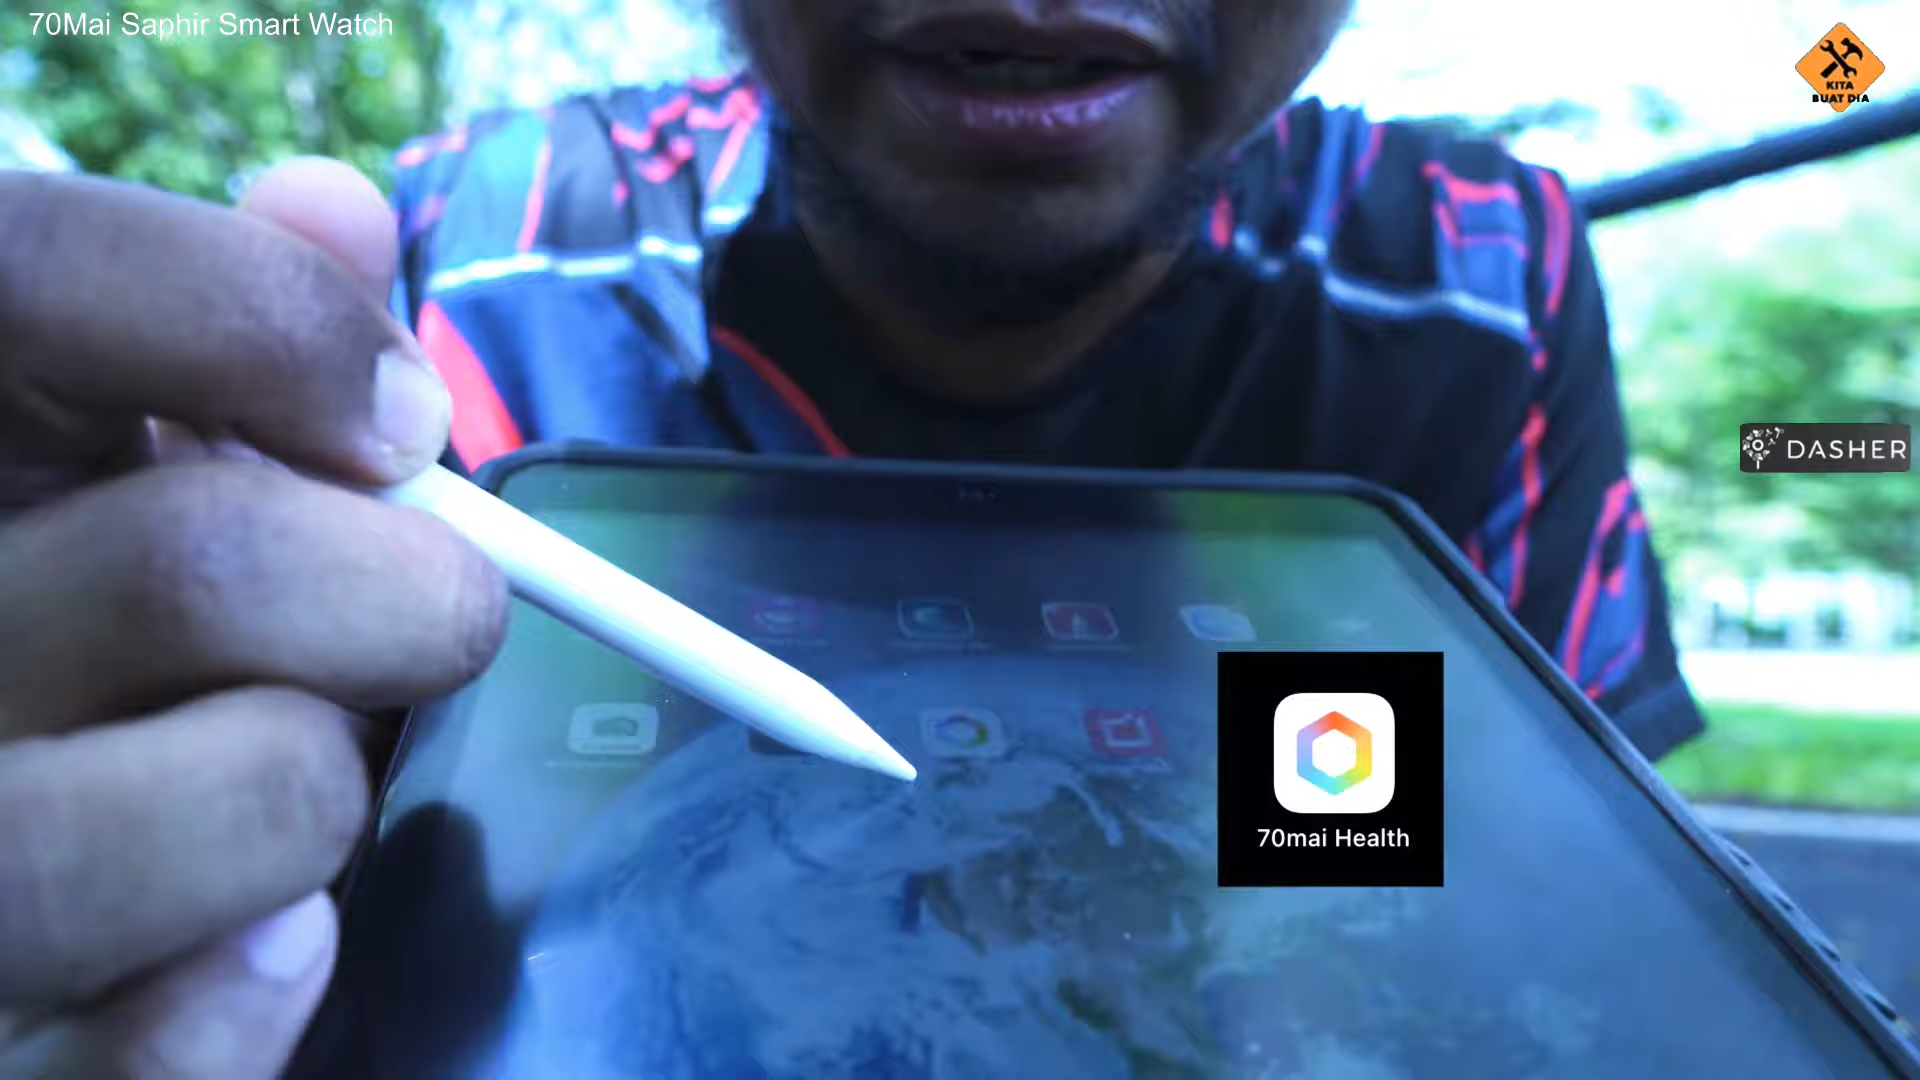 70Mai Saphir Smart Watch
KITA
BUAT DIA
DASHER
70mai Health